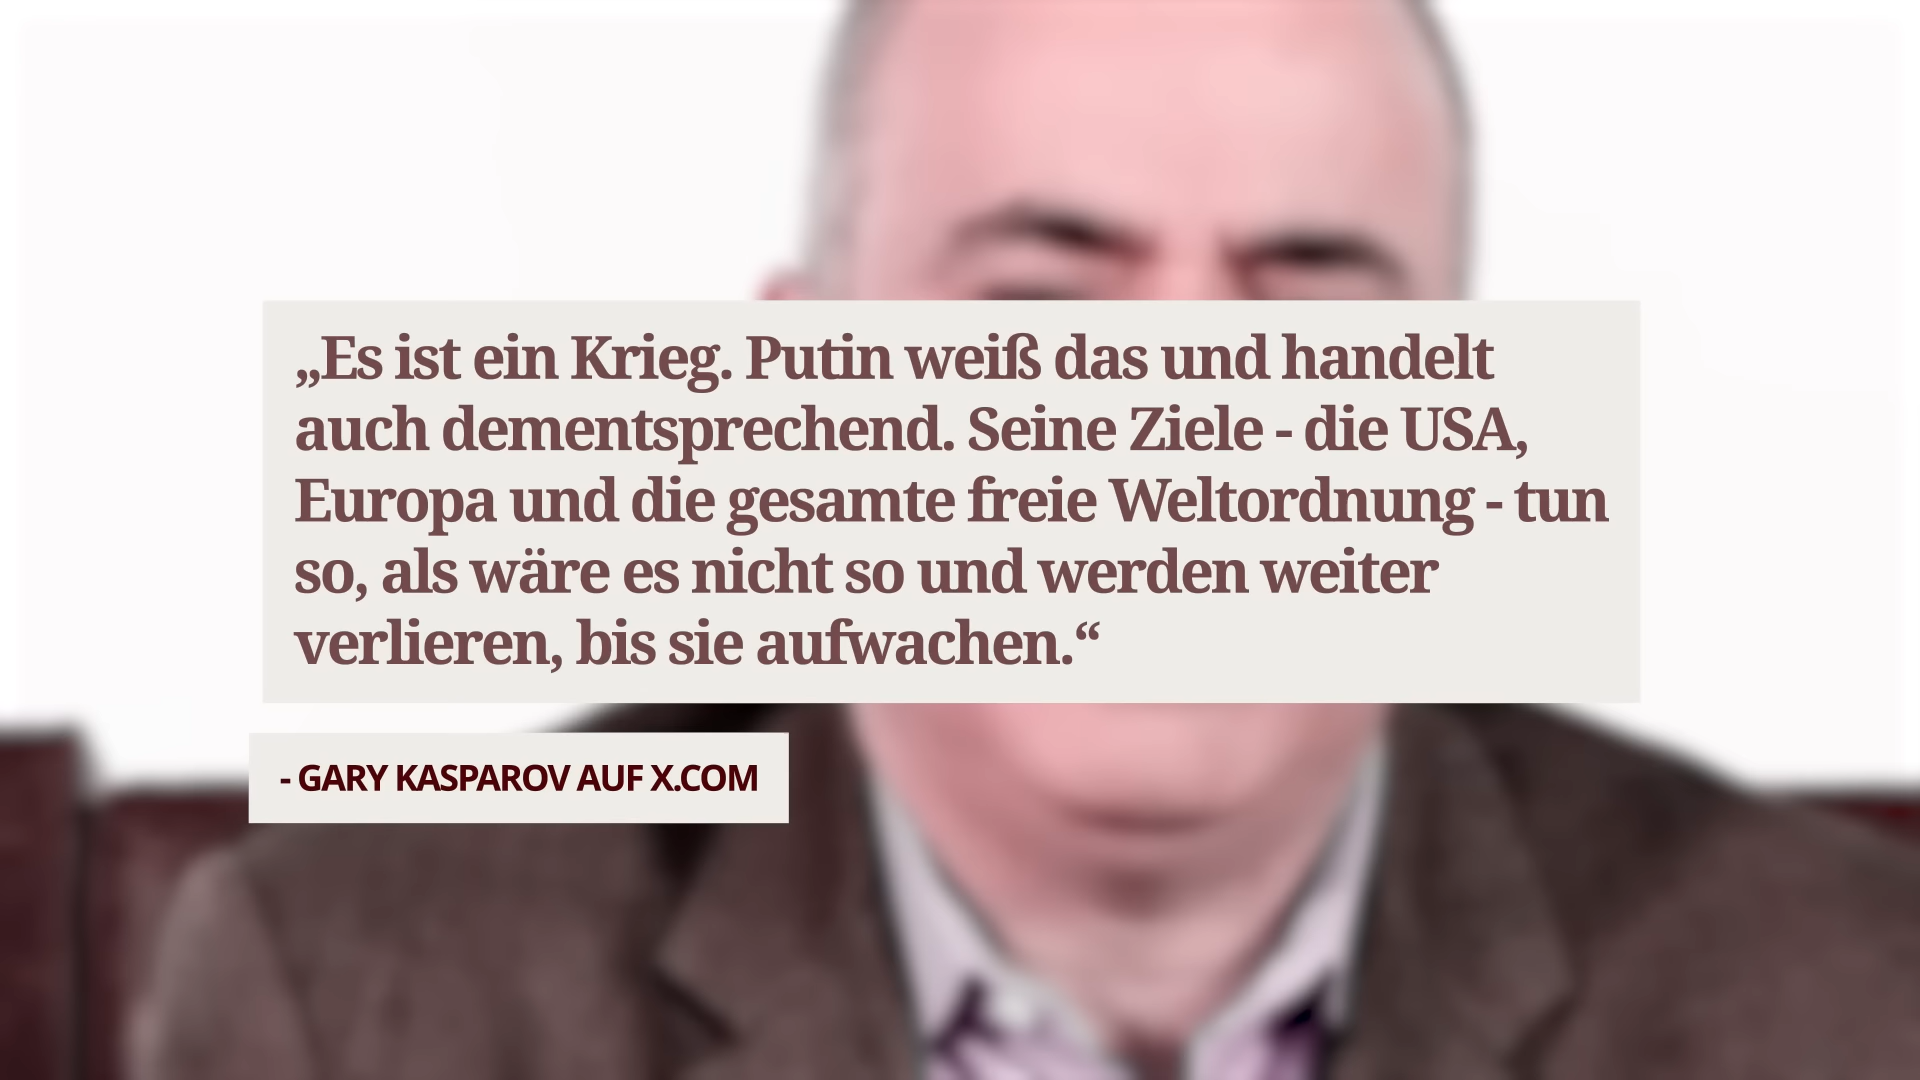 „Es ist ein Krieg. Putin weiß das und handelt
auch dementsprechend. Seine Ziele - die USA,
Europa und die gesamte freie Weltordnung - tun
so, als wäre es nicht so und werden weiter
verlieren, bis sie aufwachen.“
- GARY KASPAROV AUF X.COM